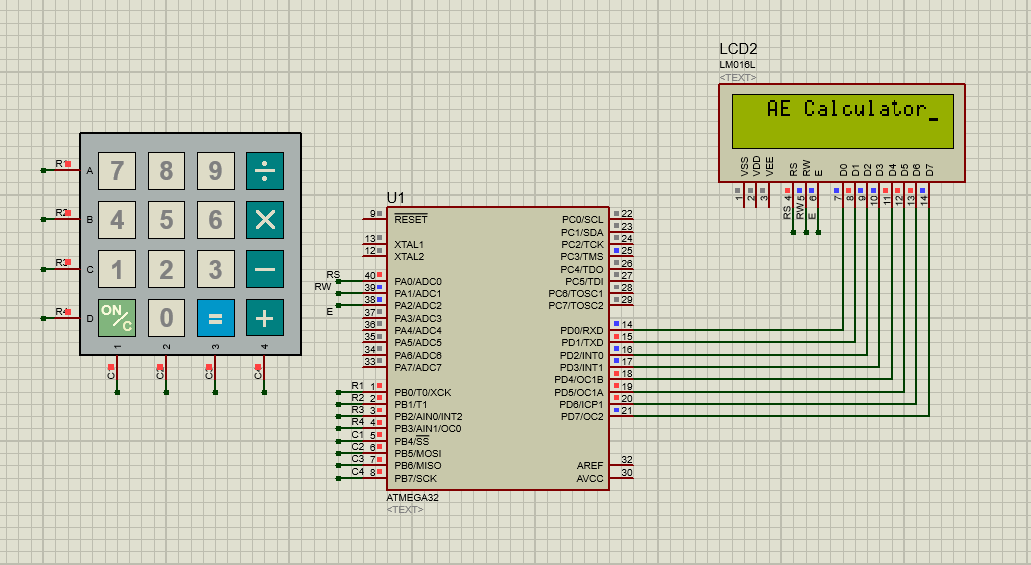 LCD2
LM016L
<TEXT>
AE Calculator_
VSS VDD VEE RS RW E D0 D1 D2 D3 D4 D5 D6 D7
1 2 3 4 5 6 7 8 9 10 11 12 13 14
RS RW E
R1 A 7 8 9 ÷
R2 B 4 5 6 ×
R3 C 1 2 3 −
R4 D ON/C 0 = +
1 2 3 4
C1 C2 C3 C4
U1
9 RESET
13 XTAL1
12 XTAL2
RS 40 PA0/ADC0
RW 39 PA1/ADC1
E 38 PA2/ADC2
37 PA3/ADC3
36 PA4/ADC4
35 PA5/ADC5
34 PA6/ADC6
33 PA7/ADC7
R1 1 PB0/T0/XCK
R2 2 PB1/T1
R3 3 PB2/AIN0/INT2
R4 4 PB3/AIN1/OC0
C1 5 PB4/SS
C2 6 PB5/MOSI
C3 7 PB6/MISO
C4 8 PB7/SCK
PC0/SCL 22
PC1/SDA 23
PC2/TCK 24
PC3/TMS 25
PC4/TDO 26
PC5/TDI 27
PC6/TOSC1 28
PC7/TOSC2 29
PD0/RXD 14
PD1/TXD 15
PD2/INT0 16
PD3/INT1 17
PD4/OC1B 18
PD5/OC1A 19
PD6/ICP1 20
PD7/OC2 21
AREF 32
AVCC 30
ATMEGA32
<TEXT>